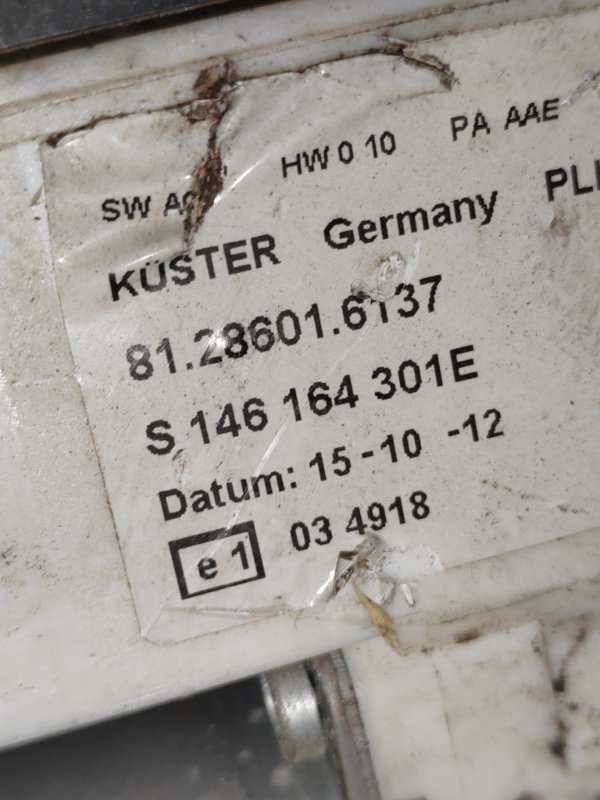 SW HW 0 10 PA AAE
KÜSTER Germany
81.28601.6137
S 146 164 301E
Datum: 15-10 -12
e 1 03 4918